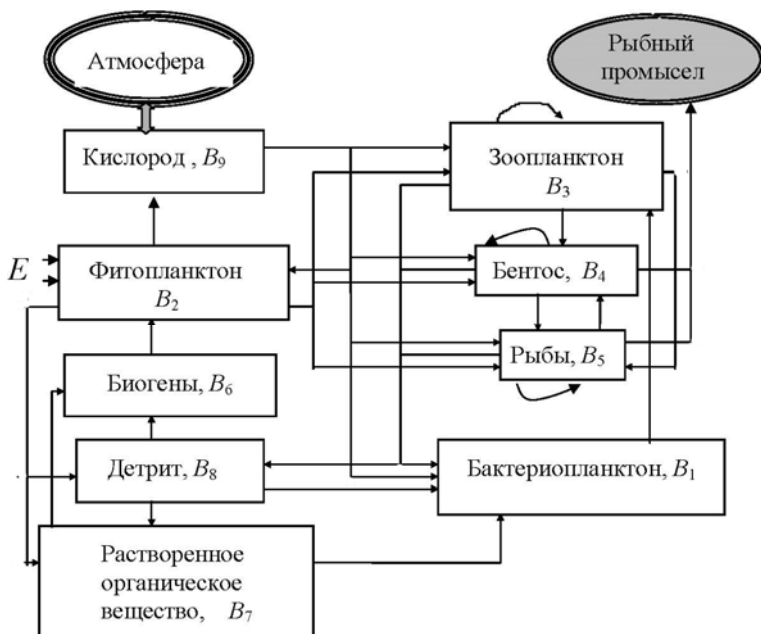 Атмосфера
Рыбный
промысел
Кислород , B₉
Зоопланктон
B₃
E
Фитопланктон
B₂
Бентос, B₄
Рыбы, B₅
Биогены, B₆
Детрит, B₈
Бактериопланктон, B₁
Растворенное
органическое
вещество, B₇